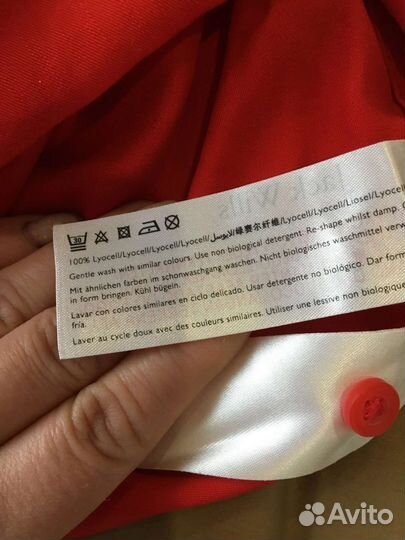 Jack Wills
30
100% Lyocell/Lyocell/Lyocell/Lyocell/لايوسيل/绿赛尔纤维/Lyocell/Lyocell/Liosel/Lyocell
Gentle wash with similar colours. Use non biological detergent. Re-shape whilst damp.
Mit ähnlichen farben im schonwaschgang waschen. Nicht biologisches waschmittel
in form bringen. Kühl bügeln.
Lavar con colores similares en ciclo delicado. Usar detergente no biológico. Dar form
fría.
Laver au cycle doux avec des couleurs similaires. Utiliser une lessive non biologique.
Avito